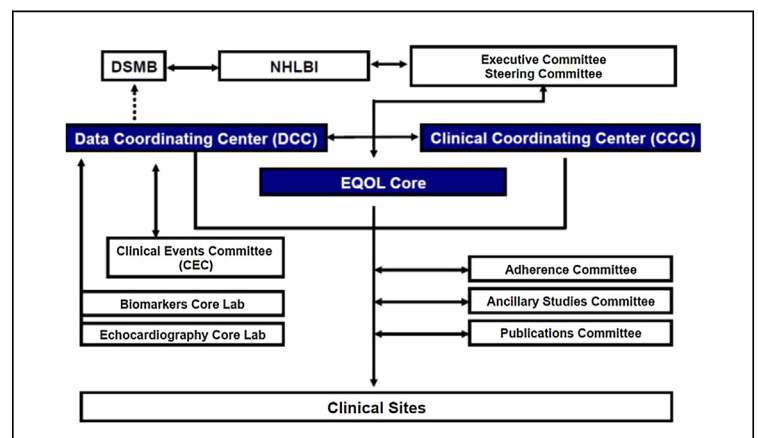 DSMB
NHLBI
Executive Committee
Steering Committee
Data Coordinating Center (DCC)
Clinical Coordinating Center (CCC)
EQOL Core
Clinical Events Committee
(CEC)
Adherence Committee
Biomarkers Core Lab
Ancillary Studies Committee
Echocardiography Core Lab
Publications Committee
Clinical Sites